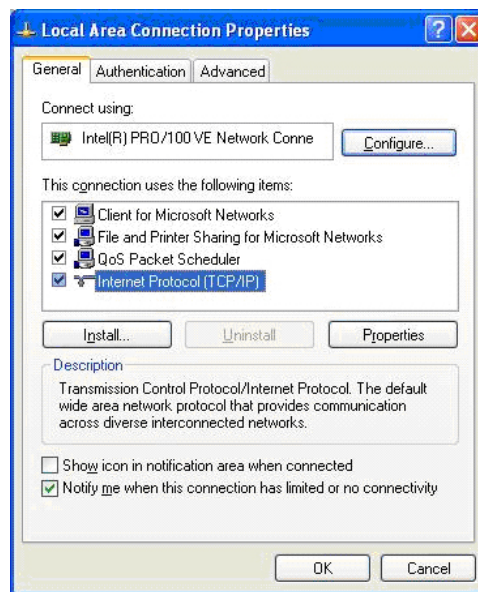 Local Area Connection Properties
General Authentication Advanced
Connect using:
Intel(R) PRO/100 VE Network Conne
Configure...
This connection uses the following items:
Client for Microsoft Networks
File and Printer Sharing for Microsoft Networks
QoS Packet Scheduler
Internet Protocol (TCP/IP)
Install... Uninstall Properties
Description
Transmission Control Protocol/Internet Protocol. The default
wide area network protocol that provides communication
across diverse interconnected networks.
Show icon in notification area when connected
Notify me when this connection has limited or no connectivity
OK Cancel